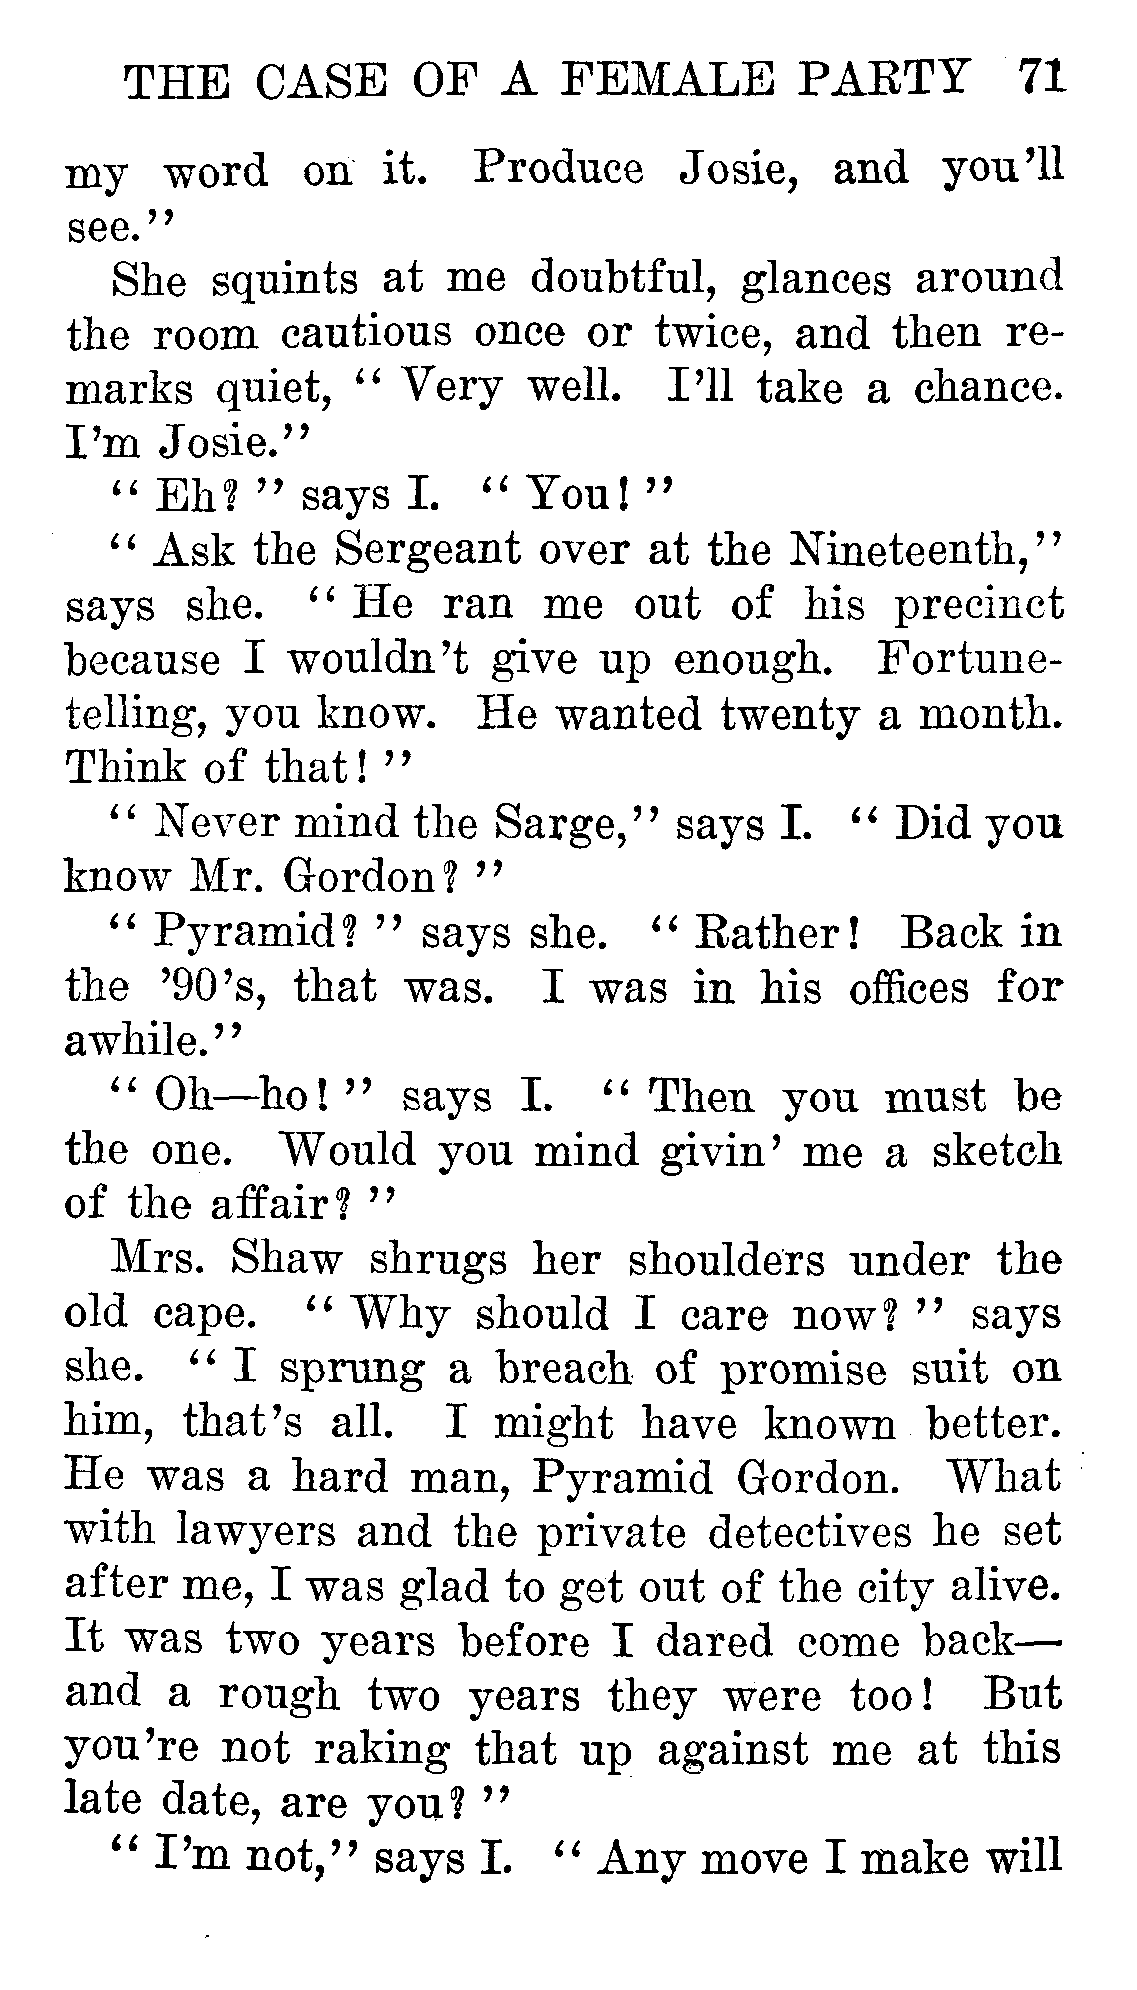 THE CASE OF A FEMALE PARTY 71
my word on it. Produce Josie, and you'll
see."
She squints at me doubtful, glances around
the room cautious once or twice, and then re-
marks quiet, " Very well. I'll take a chance.
I'm Josie."
" Eh? " says I. " You! "
" Ask the Sergeant over at the Nineteenth,"
says she. " He ran me out of his precinct
because I wouldn't give up enough. Fortune-
telling, you know. He wanted twenty a month.
Think of that! "
" Never mind the Sarge," says I. " Did you
know Mr. Gordon? "
" Pyramid? " says she. " Rather! Back in
the '90's, that was. I was in his offices for
awhile."
" Oh—ho! " says I. " Then you must be
the one. Would you mind givin' me a sketch
of the affair? "
Mrs. Shaw shrugs her shoulders under the
old cape. " Why should I care now? " says
she. " I sprung a breach of promise suit on
him, that's all. I might have known better.
He was a hard man, Pyramid Gordon. What
with lawyers and the private detectives he set
after me, I was glad to get out of the city alive.
It was two years before I dared come back—
and a rough two years they were too! But
you're not raking that up against me at this
late date, are you? "
" I'm not," says I. " Any move I make will